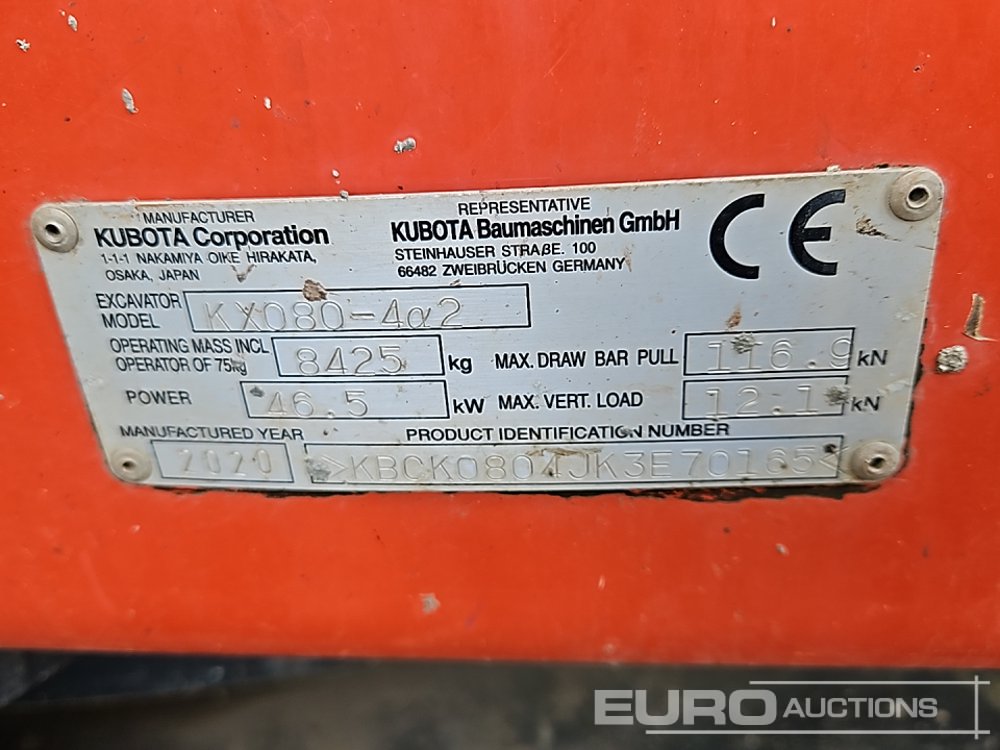 MANUFACTURER
KUBOTA Corporation
1-1-1 NAKAMIYA OIKE HIRAKATA,
OSAKA, JAPAN
REPRESENTATIVE
KUBOTA Baumaschinen GmbH
STEINHAUSER STRAßE. 100
66482 ZWEIBRÜCKEN GERMANY
CE
EXCAVATOR MODEL KX080-4α2
OPERATING MASS INCL
OPERATOR OF 75kg 8425 kg
MAX. DRAW BAR PULL 116.9 kN
POWER 46.5 kW
MAX. VERT. LOAD 12.1 kN
MANUFACTURED YEAR
2020
PRODUCT IDENTIFICATION NUMBER
EURO AUCTIONS